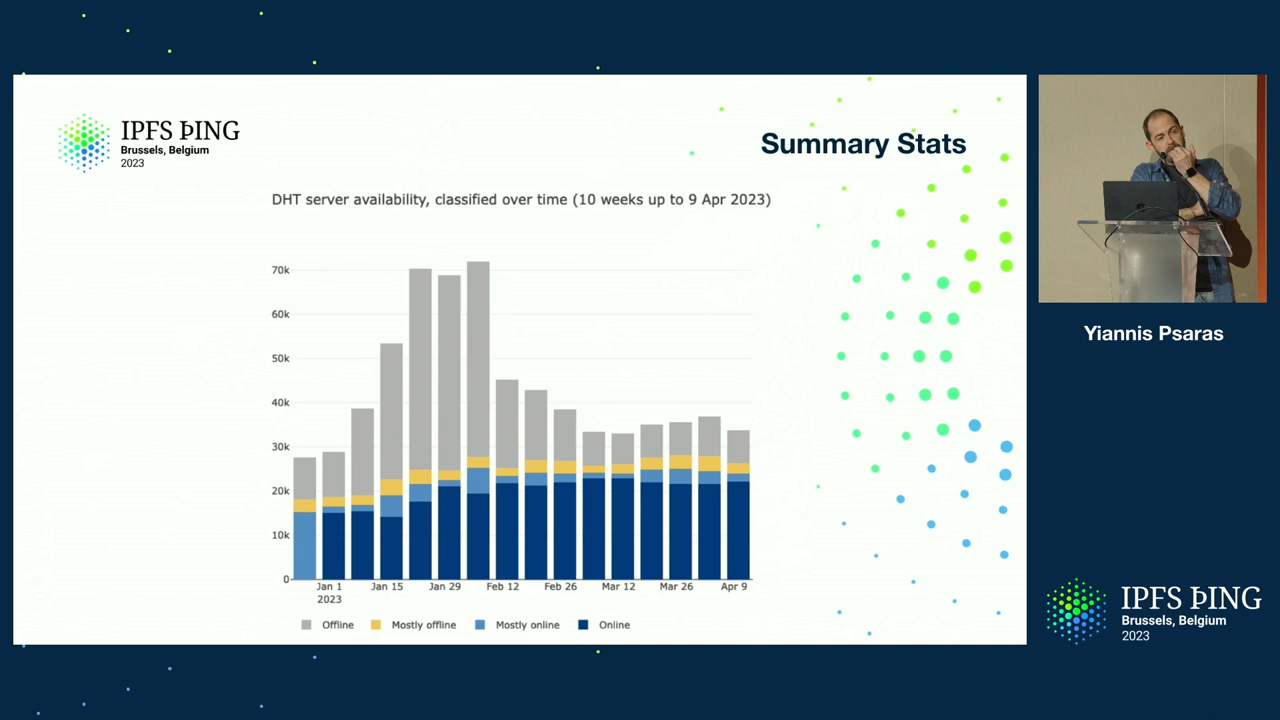 IPFS ÞING
Brussels, Belgium
2023
Summary Stats
DHT server availability, classified over time (10 weeks up to 9 Apr 2023)
70k
60k
50k
40k
30k
20k
10k
0
Jan 1
2023
Jan 15
Jan 29
Feb 12
Feb 26
Mar 12
Mar 26
Apr 9
Offline
Mostly offline
Mostly online
Online
Yiannis Psaras
IPFS ÞING
Brussels, Belgium
2023